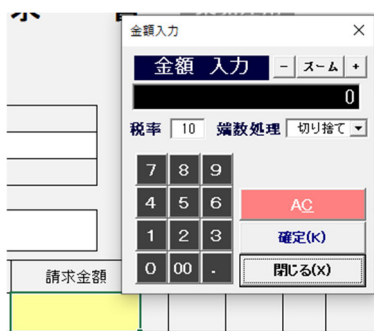 金額入力 ×
金額 入力 - ズーム +
0
税率 10 端数処理 切り捨て
7 8 9
4 5 6 AC
1 2 3 確定(K)
0 00 . 閉じる(X)
請求金額